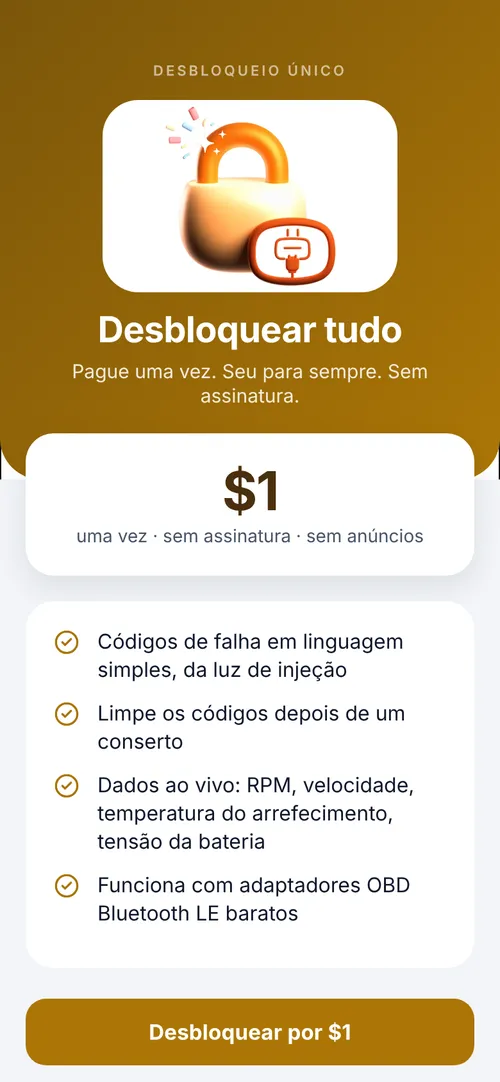 DESBLOQUEIO ÚNICO
Desbloquear tudo
Pague uma vez. Seu para sempre. Sem
assinatura.
$1
uma vez · sem assinatura · sem anúncios
Códigos de falha em linguagem
simples, da luz de injeção
Limpe os códigos depois de um
conserto
Dados ao vivo: RPM, velocidade,
temperatura do arrefecimento,
tensão da bateria
Funciona com adaptadores OBD
Bluetooth LE baratos
Desbloquear por $1